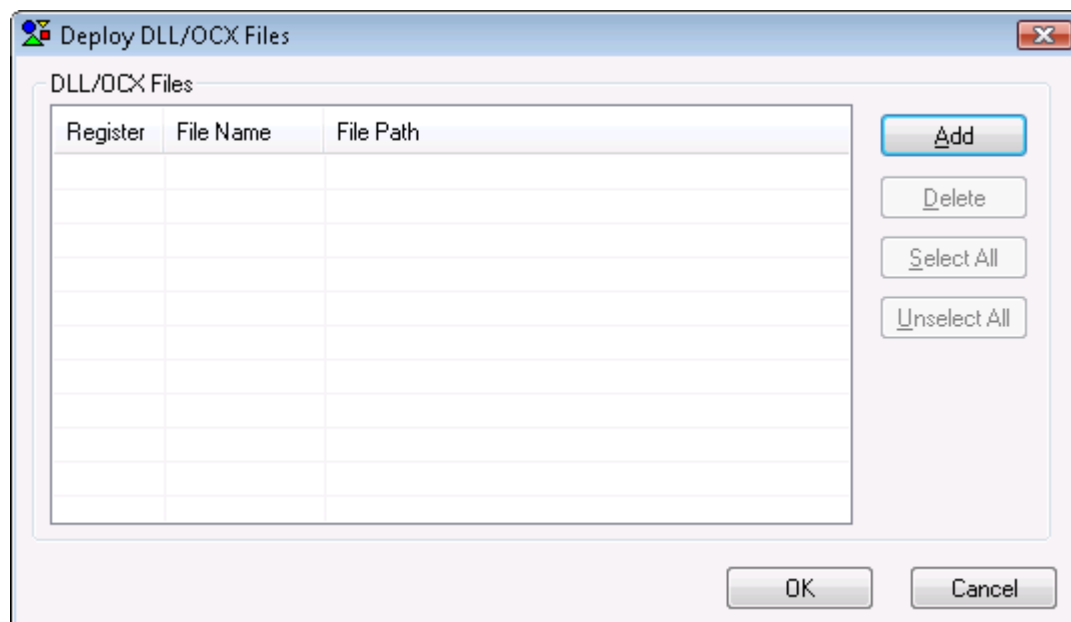 Deploy DLL/OCX Files
DLL/OCX Files
Register File Name File Path
Add
Delete
Select All
Unselect All
OK Cancel